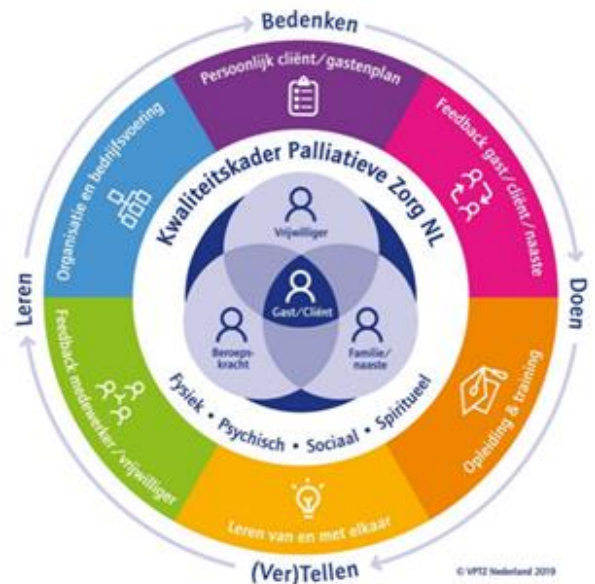 Bedenken
Doen
(Ver)Tellen
Leren
Persoonlijk cliënt/gastenplan
Feedback gast/cliënt/naaste
Opleiding & training
Leren van en met elkaar
Feedback medewerker/vrijwilliger
Organisatie en bedrijfsvoering
Kwaliteitskader Palliatieve Zorg NL
Vrijwilliger
Gast/Cliënt
Beroeps-
kracht
Familie/
naaste
Fysiek • Psychisch • Sociaal • Spiritueel
© VPTZ Nederland 2019